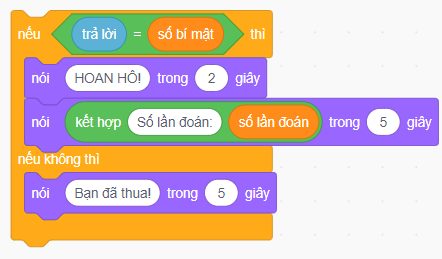 nếu trả lời = số bí mật thì
nói HOAN HÔ! trong 2 giây
nói kết hợp Số lần đoán: số lần đoán trong 5 giây
nếu không thì
nói Bạn đã thua! trong 5 giây